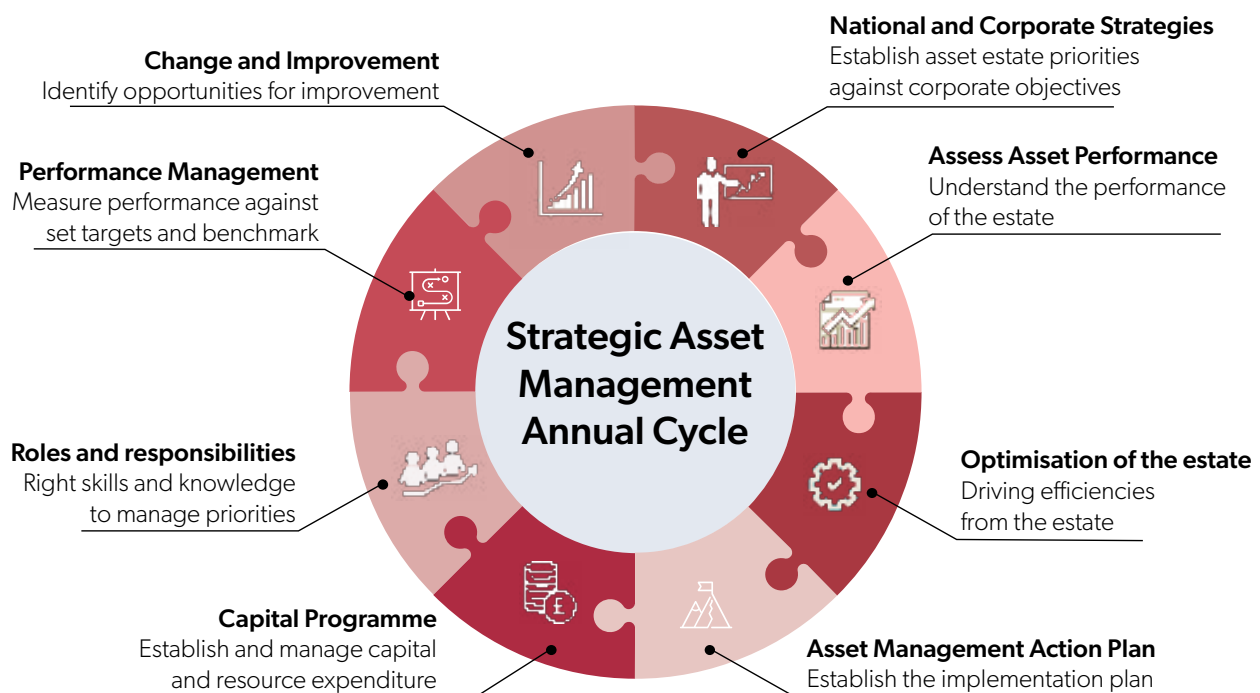 National and Corporate Strategies
Establish asset estate priorities
against corporate objectives
Assess Asset Performance
Understand the performance
of the estate
Optimisation of the estate
Driving efficiencies
from the estate
Asset Management Action Plan
Establish the implementation plan
Capital Programme
Establish and manage capital
and resource expenditure
Roles and responsibilities
Right skills and knowledge
to manage priorities
Performance Management
Measure performance against
set targets and benchmark
Change and Improvement
Identify opportunities for improvement
Strategic Asset
Management
Annual Cycle
£